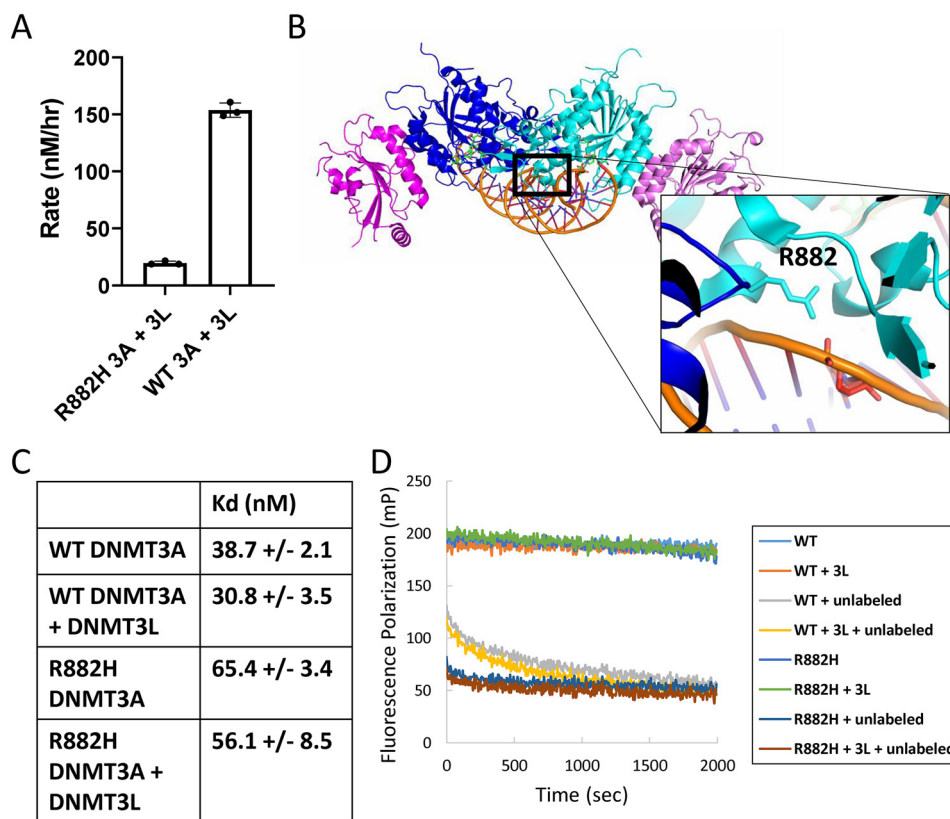 A
200
150
100
50
0
Rate (nM/hr)
R882H 3A + 3L
WT 3A + 3L
B
R882
C
Kd (nM)
WT DNMT3A
38.7 +/- 2.1
WT DNMT3A
+ DNMT3L
30.8 +/- 3.5
R882H
DNMT3A
65.4 +/- 3.4
R882H
DNMT3A +
DNMT3L
56.1 +/- 8.5
D
Fluorescence Polarization (mP)
250
200
150
100
50
0
0
500
1000
1500
2000
Time (sec)
WT
WT + 3L
WT + unlabeled
WT + 3L + unlabeled
R882H
R882H + 3L
R882H + unlabeled
R882H + 3L + unlabeled